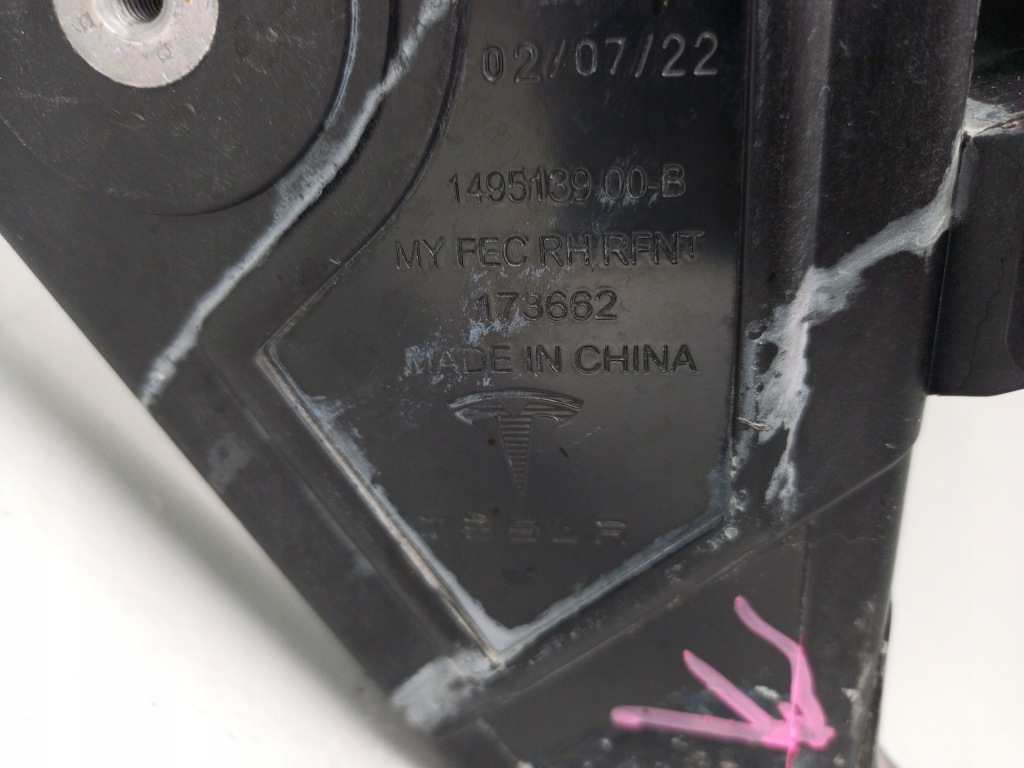 02/07/22
1495139 00-B
MY FEC RH RFNT
173662
MADE IN CHINA
TESLA